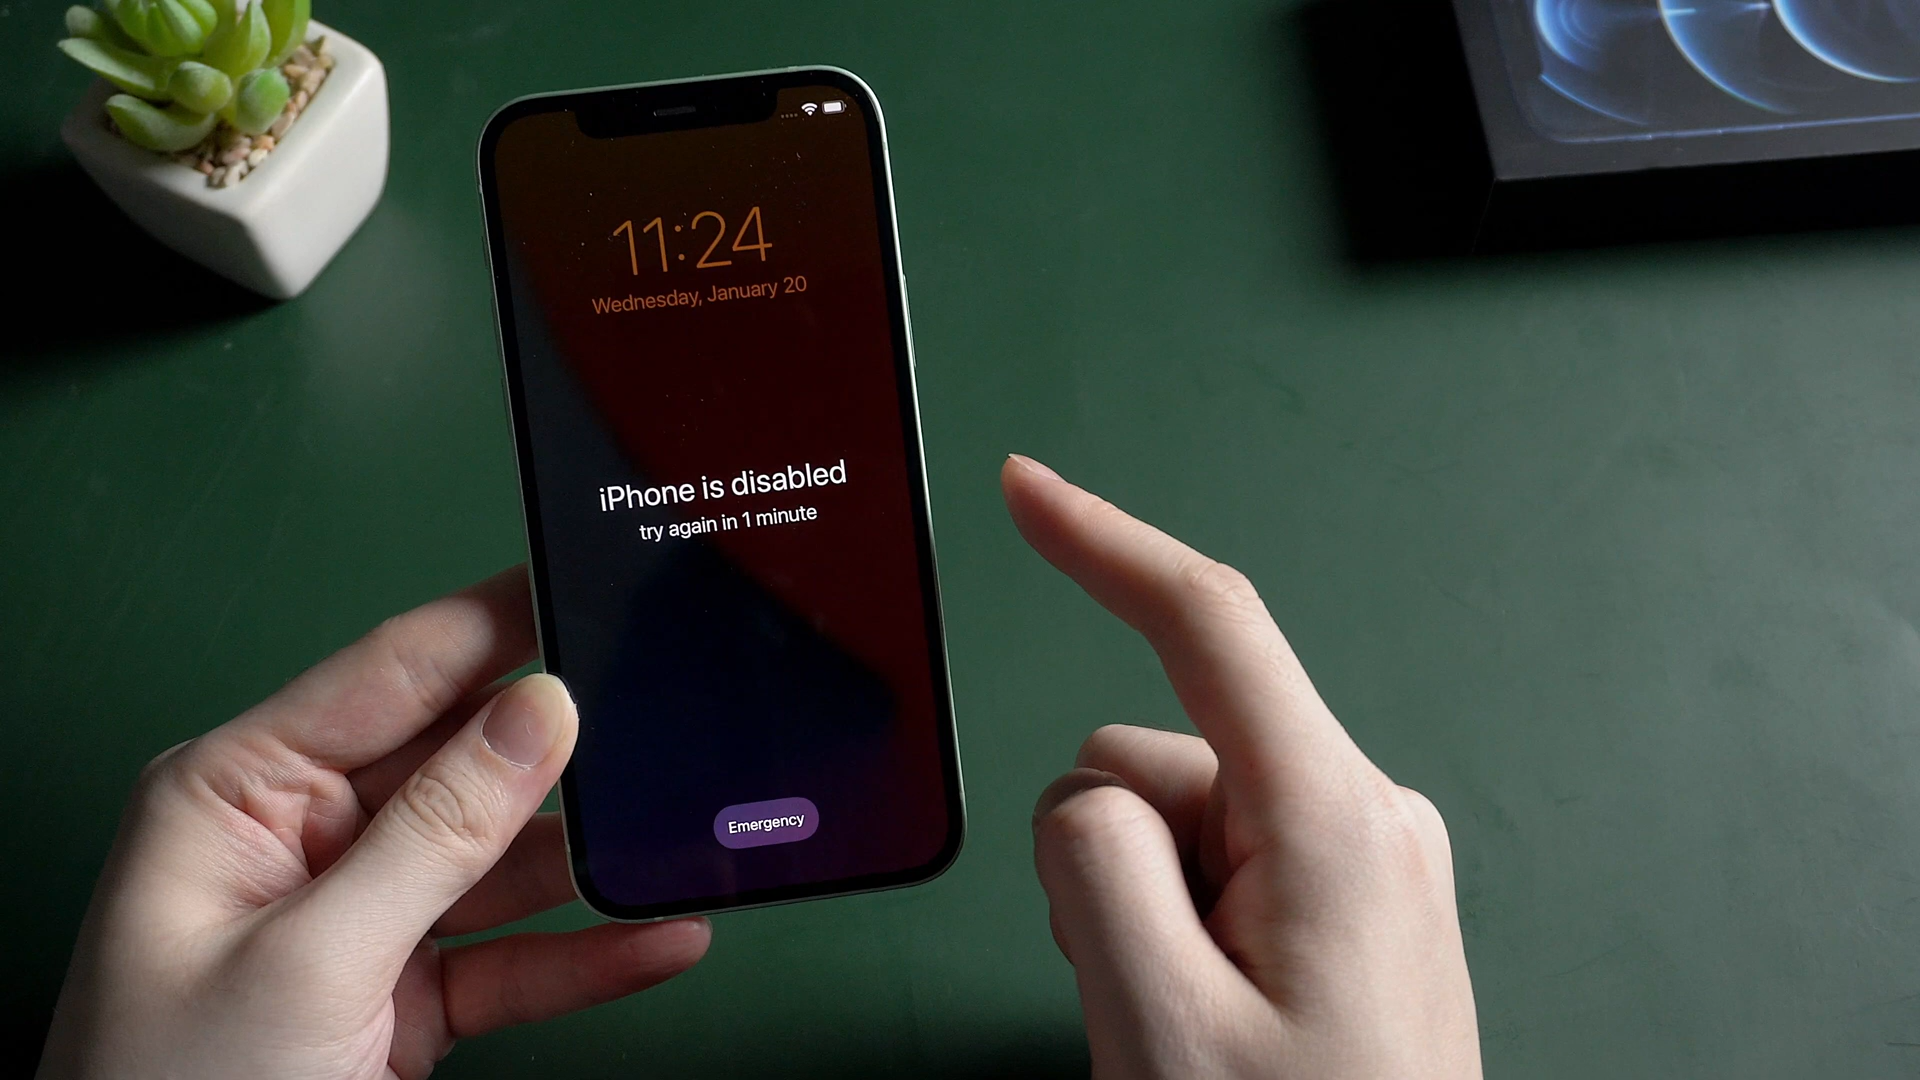 11:24
Wednesday, January 20
iPhone is disabled
try again in 1 minute
Emergency